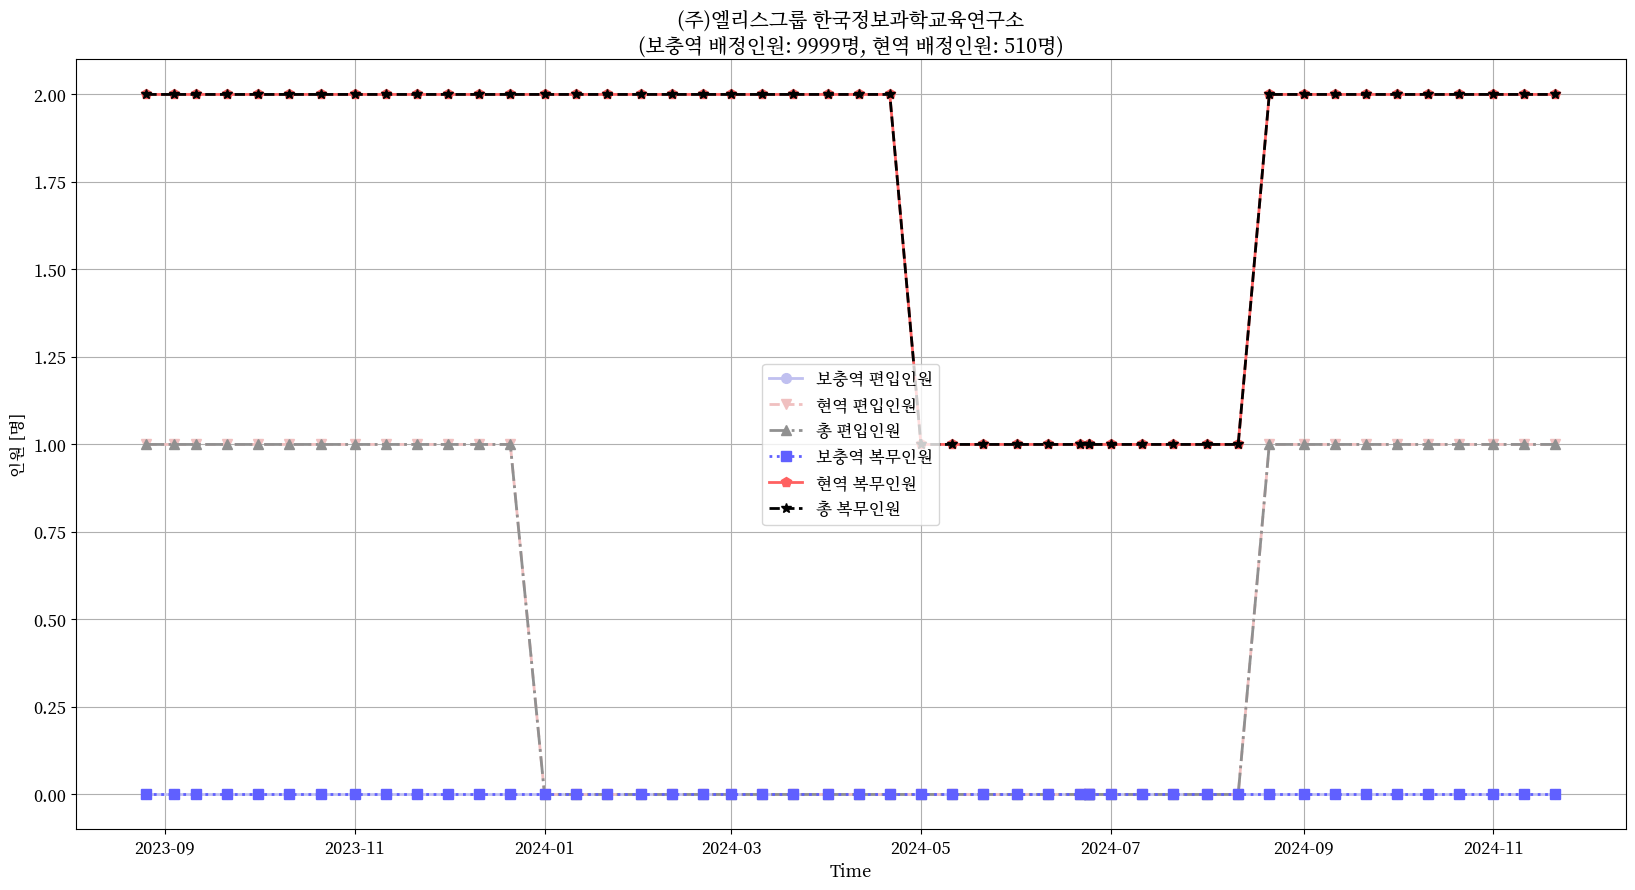 (주)엘리스그룹 한국정보과학교육연구소
(보충역 배정인원: 9999명, 현역 배정인원: 510명)
인원 [명]
2.00
1.75
1.50
1.25
1.00
0.75
0.50
0.25
0.00
보충역 편입인원
현역 편입인원
총 편입인원
보충역 복무인원
현역 복무인원
총 복무인원
2023-09 2023-11 2024-01 2024-03 2024-05 2024-07 2024-09 2024-11
Time